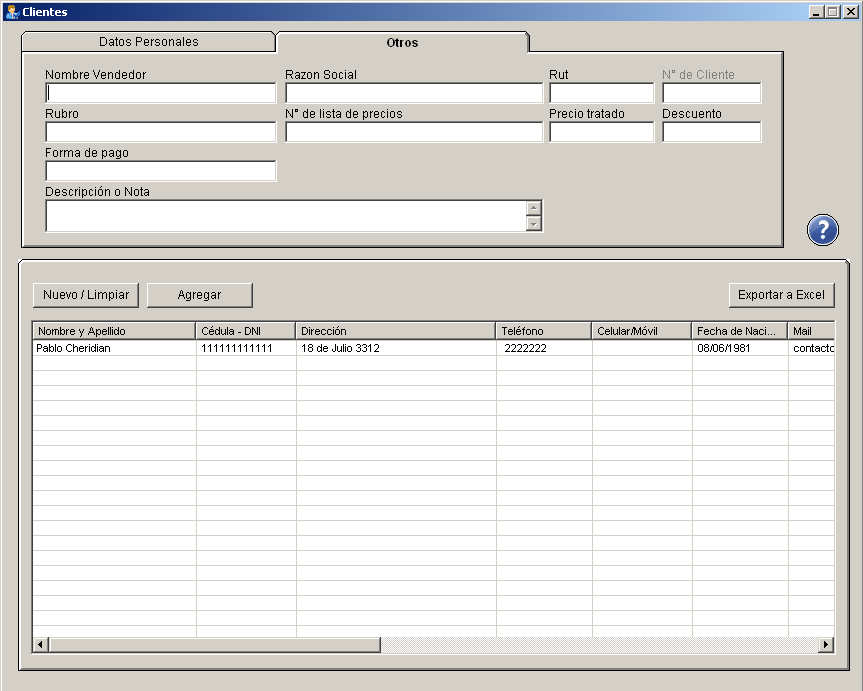 Clientes
Datos Personales Otros
Nombre Vendedor Razon Social Rut N° de Cliente
Rubro N° de lista de precios Precio tratado Descuento
Forma de pago
Descripción o Nota
?
Nuevo / Limpiar Agregar Exportar a Excel
Nombre y Apellido Cédula - DNI Dirección Teléfono Celular/Móvil Fecha de Naci... Mail
Pablo Cheridian 111111111111 18 de Julio 3312 2222222 08/06/1981 contacto